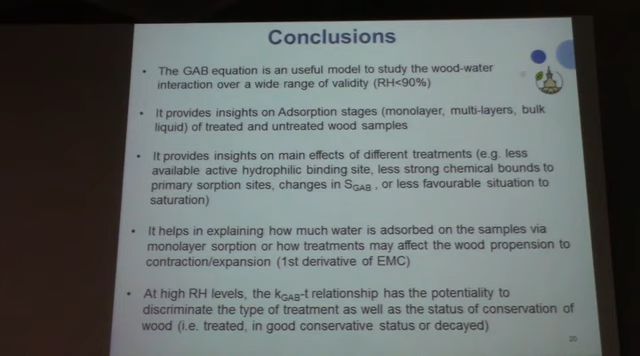 Conclusions
• The GAB equation is an useful model to study the wood-water
interaction over a wide range of validity (RH<90%)
• It provides insights on Adsorption stages (monolayer, multi-layers, bulk
liquid) of treated and untreated wood samples
• It provides insights on main effects of different treatments (e.g. less
available active hydrophilic binding site, less strong chemical bounds to
primary sorption sites, changes in SGAB , or less favourable situation to
saturation)
• It helps in explaining how much water is adsorbed on the samples via
monolayer sorption or how treatments may affect the wood propension to
contraction/expansion (1st derivative of EMC)
• At high RH levels, the kGAB-t relationship has the potentiality to
discriminate the type of treatment as well as the status of conservation of
wood (i.e. treated, in good conservative status or decayed)
20